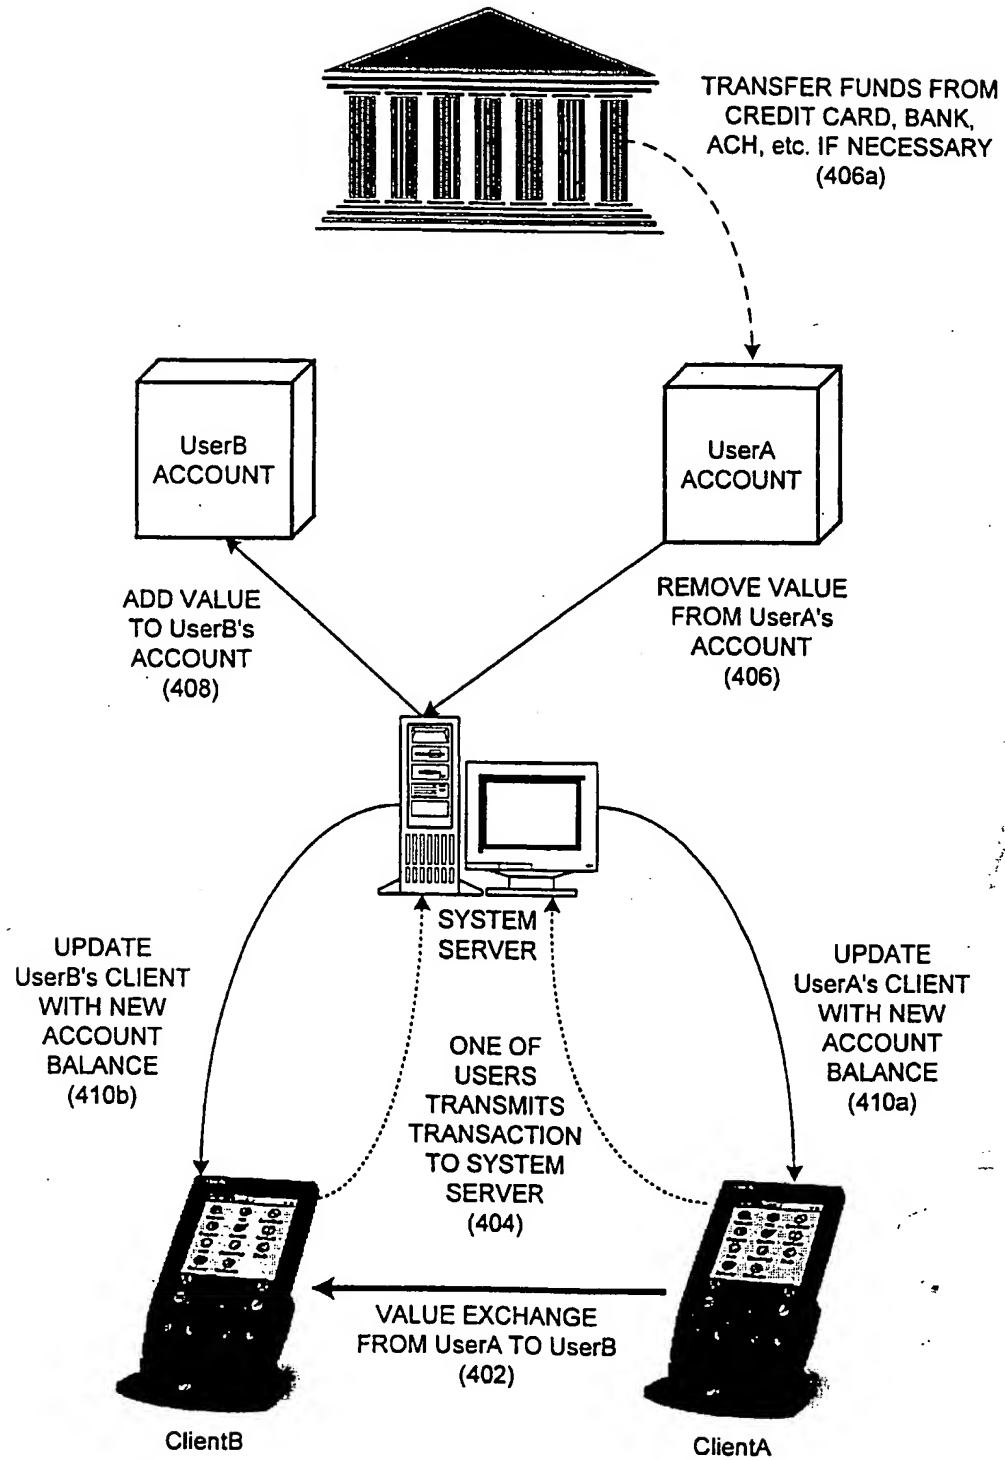 TRANSFER FUNDS FROM
CREDIT CARD, BANK,
ACH, etc. IF NECESSARY
(406a)
UserB
ACCOUNT
UserA
ACCOUNT
ADD VALUE
TO UserB's
ACCOUNT
(408)
REMOVE VALUE
FROM UserA's
ACCOUNT
(406)
SYSTEM
SERVER
UPDATE
UserB's CLIENT
WITH NEW
ACCOUNT
BALANCE
(410b)
ONE OF
USERS
TRANSMITS
TRANSACTION
TO SYSTEM
SERVER
(404)
UPDATE
UserA's CLIENT
WITH NEW
ACCOUNT
BALANCE
(410a)
VALUE EXCHANGE
FROM UserA TO UserB
(402)
ClientB
ClientA